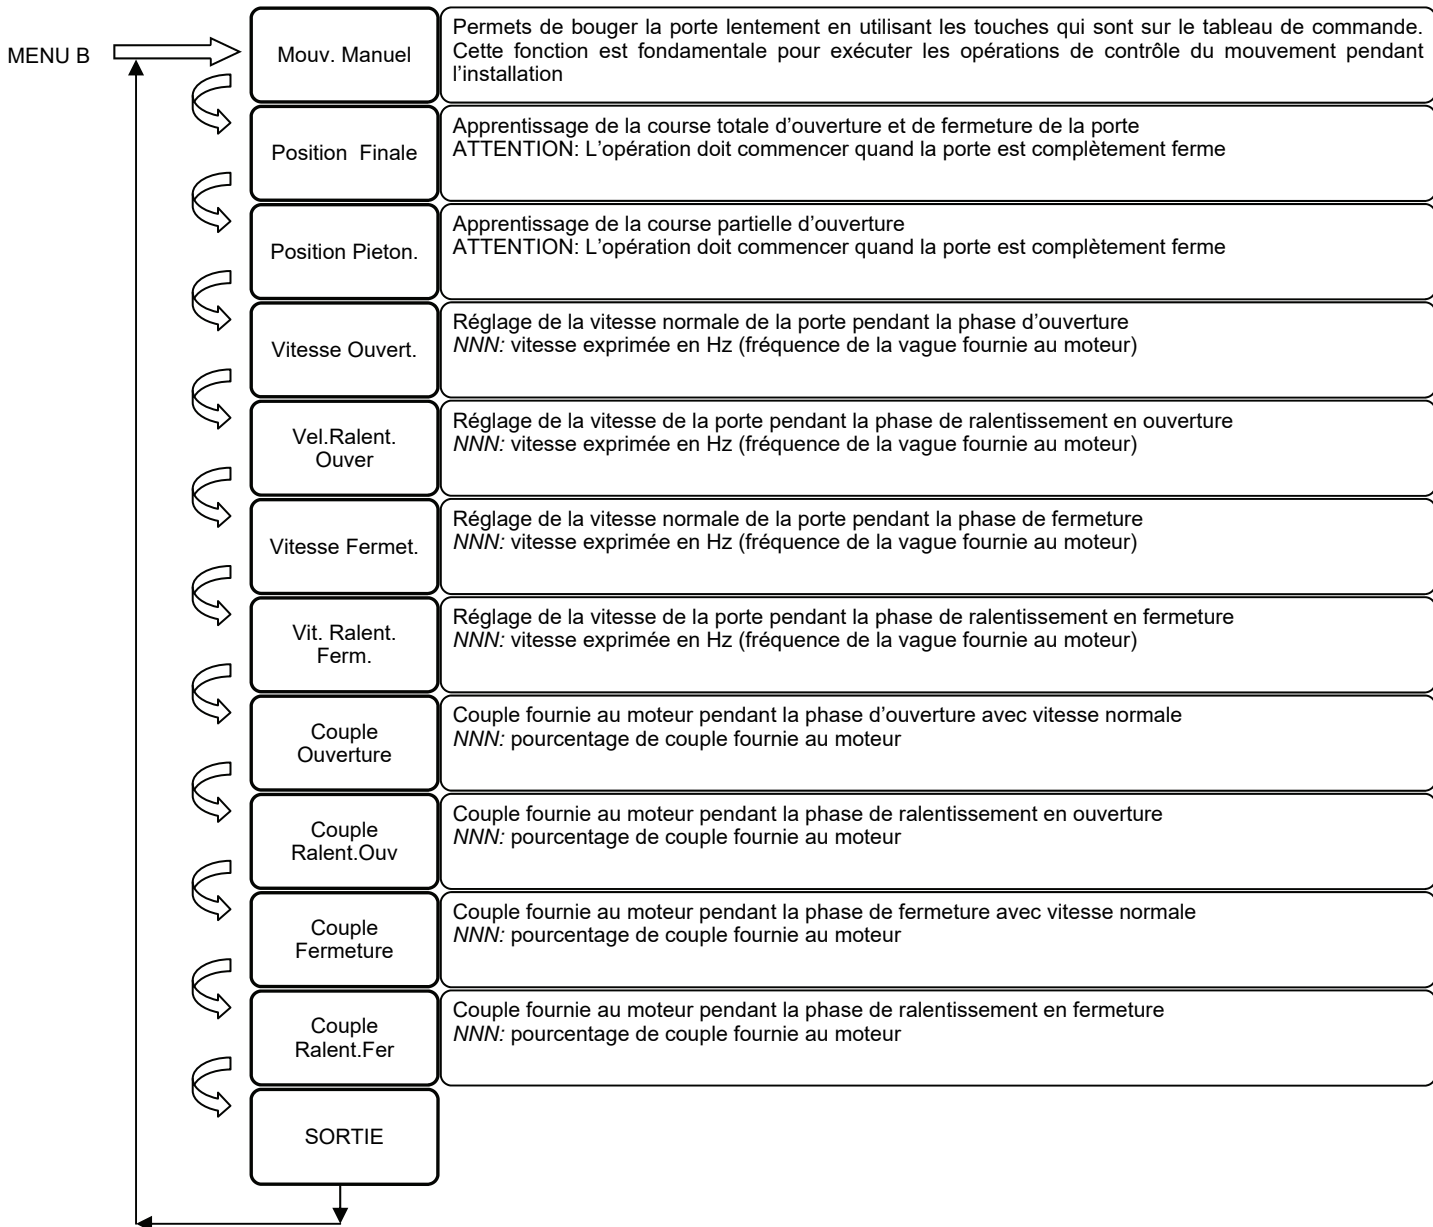 MENU B
Mouv. Manuel
Permets de bouger la porte lentement en utilisant les touches qui sont sur le tableau de commande.
Cette fonction est fondamentale pour exécuter les opérations de contrôle du mouvement pendant
l’installation
Position Finale
Apprentissage de la course totale d’ouverture et de fermeture de la porte
ATTENTION: L’opération doit commencer quand la porte est complètement ferme
Position Pieton.
Apprentissage de la course partielle d’ouverture
ATTENTION: L’opération doit commencer quand la porte est complètement ferme
Vitesse Ouvert.
Réglage de la vitesse normale de la porte pendant la phase d’ouverture
NNN: vitesse exprimée en Hz (fréquence de la vague fournie au moteur)
Vel.Ralent.
Ouver
Réglage de la vitesse de la porte pendant la phase de ralentissement en ouverture
NNN: vitesse exprimée en Hz (fréquence de la vague fournie au moteur)
Vitesse Fermet.
Réglage de la vitesse normale de la porte pendant la phase de fermeture
NNN: vitesse exprimée en Hz (fréquence de la vague fournie au moteur)
Vit. Ralent.
Ferm.
Réglage de la vitesse de la porte pendant la phase de ralentissement en fermeture
NNN: vitesse exprimée en Hz (fréquence de la vague fournie au moteur)
Couple
Ouverture
Couple fournie au moteur pendant la phase d’ouverture avec vitesse normale
NNN: pourcentage de couple fournie au moteur
Couple
Ralent.Ouv
Couple fournie au moteur pendant la phase de ralentissement en ouverture
NNN: pourcentage de couple fournie au moteur
Couple
Fermeture
Couple fournie au moteur pendant la phase de fermeture avec vitesse normale
NNN: pourcentage de couple fournie au moteur
Couple
Ralent.Fer
Couple fournie au moteur pendant la phase de ralentissement en fermeture
NNN: pourcentage de couple fournie au moteur
SORTIE